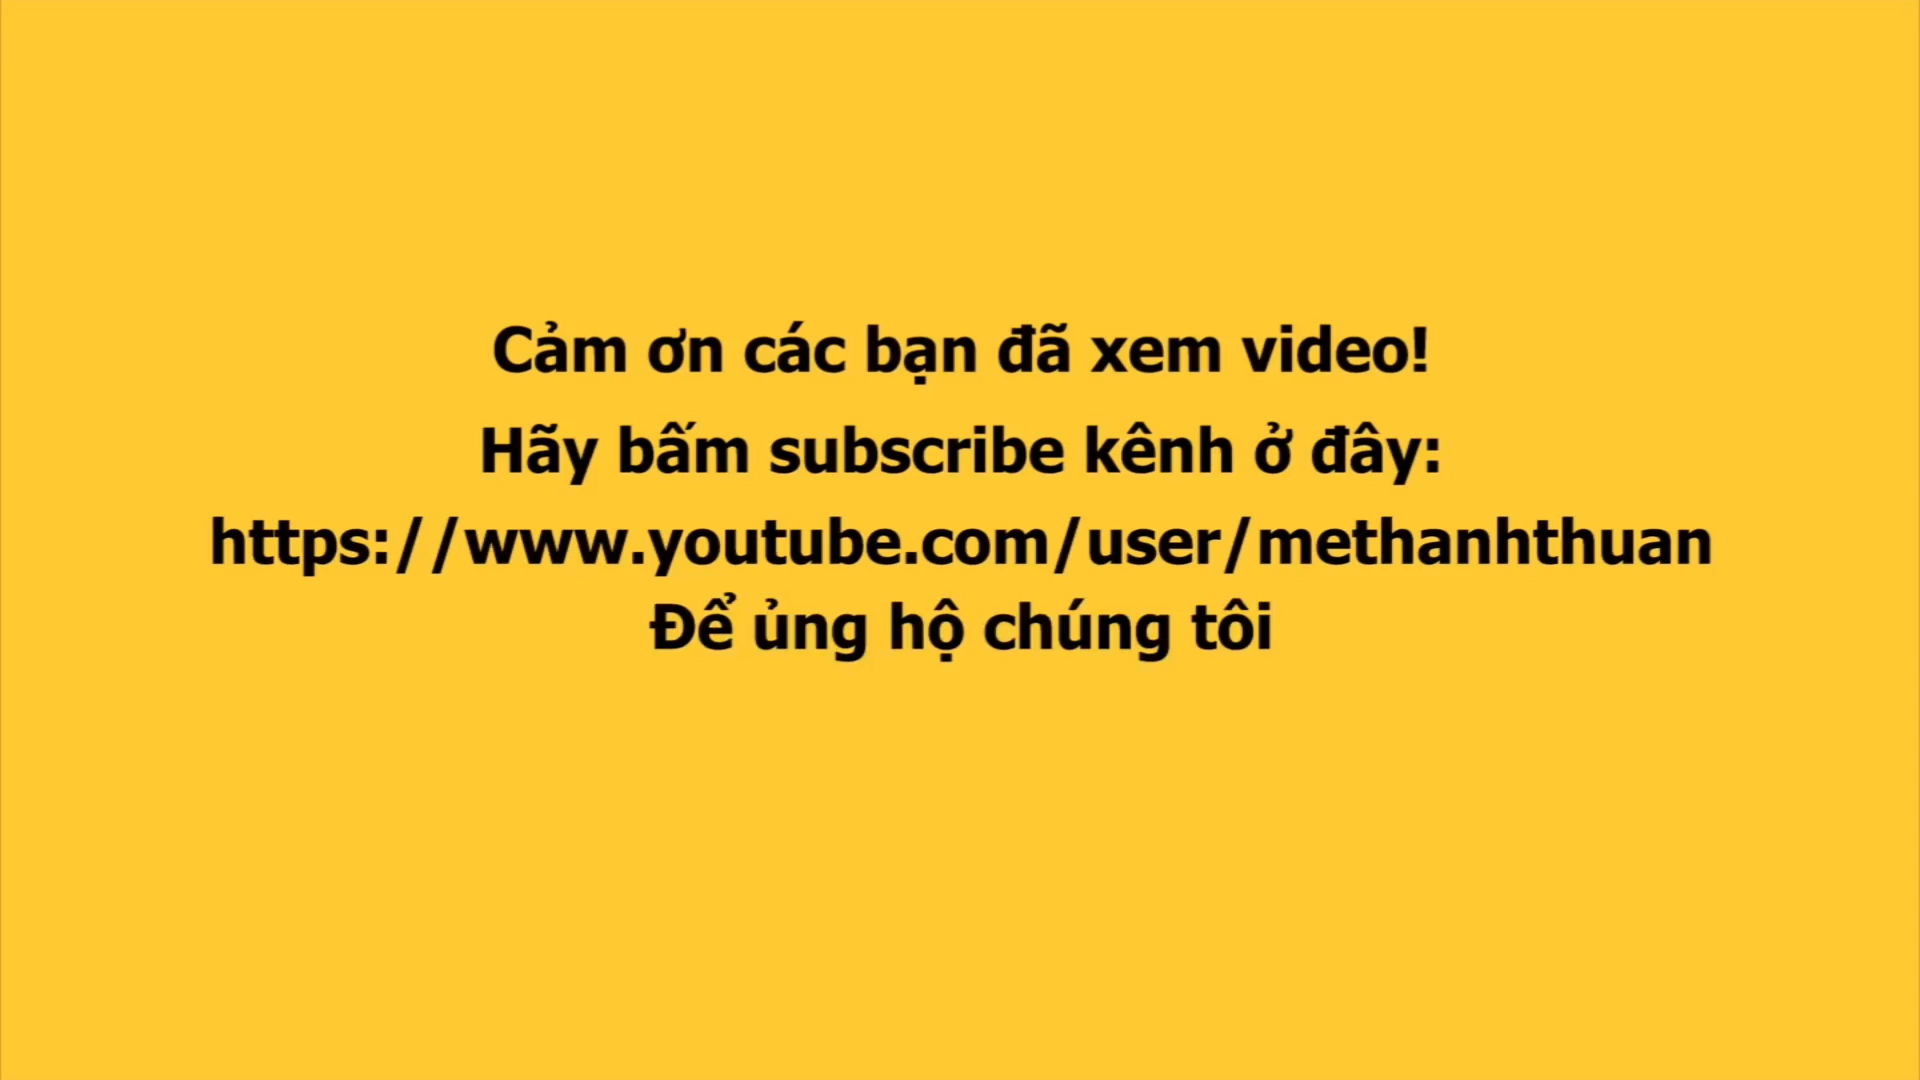 Cảm ơn các bạn đã xem video!
Hãy bấm subscribe kênh ở đây:
https://www.youtube.com/user/methanhthuan
Để ủng hộ chúng tôi